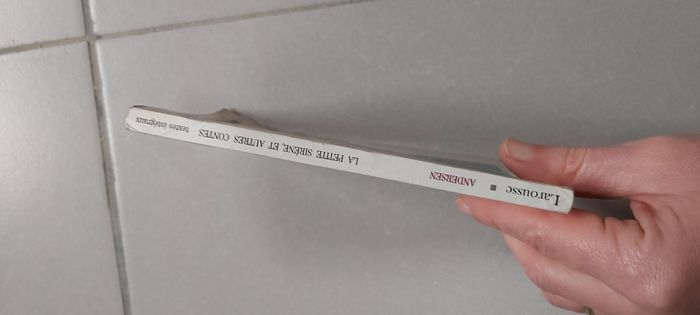 Larousse ■ ANDERSEN LA PETITE SIRÈNE, ET AUTRES CONTES textes intégraux